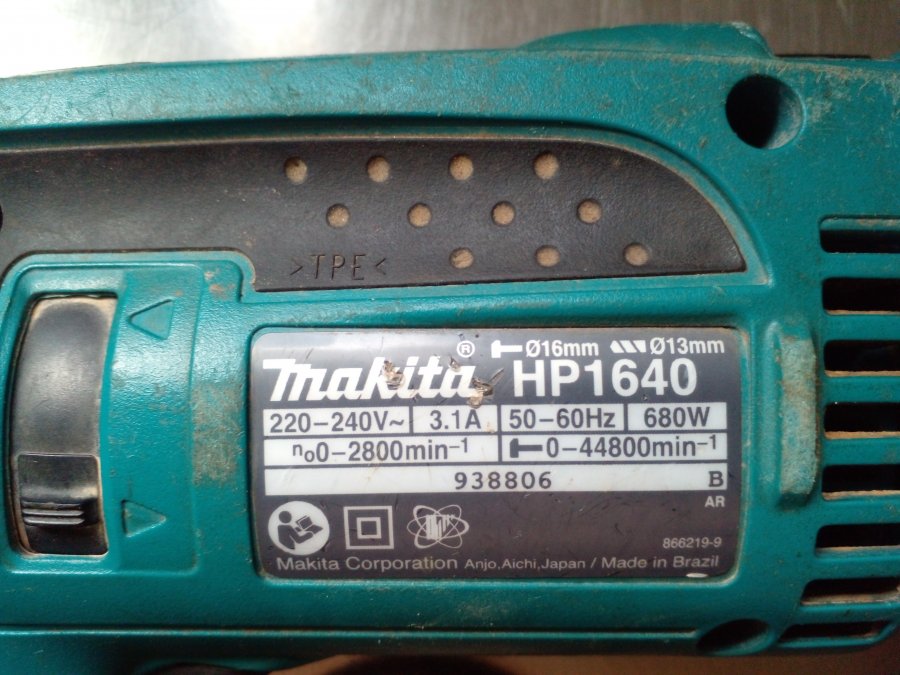 >TPE<
makita® Ø16mm Ø13mm
HP1640
220-240V~ 3.1A 50-60Hz 680W
n₀0-2800min⁻¹ 0-44800min⁻¹
938806 B
AR
866219-9
Makita Corporation Anjo,Aichi,Japan / Made in Brazil